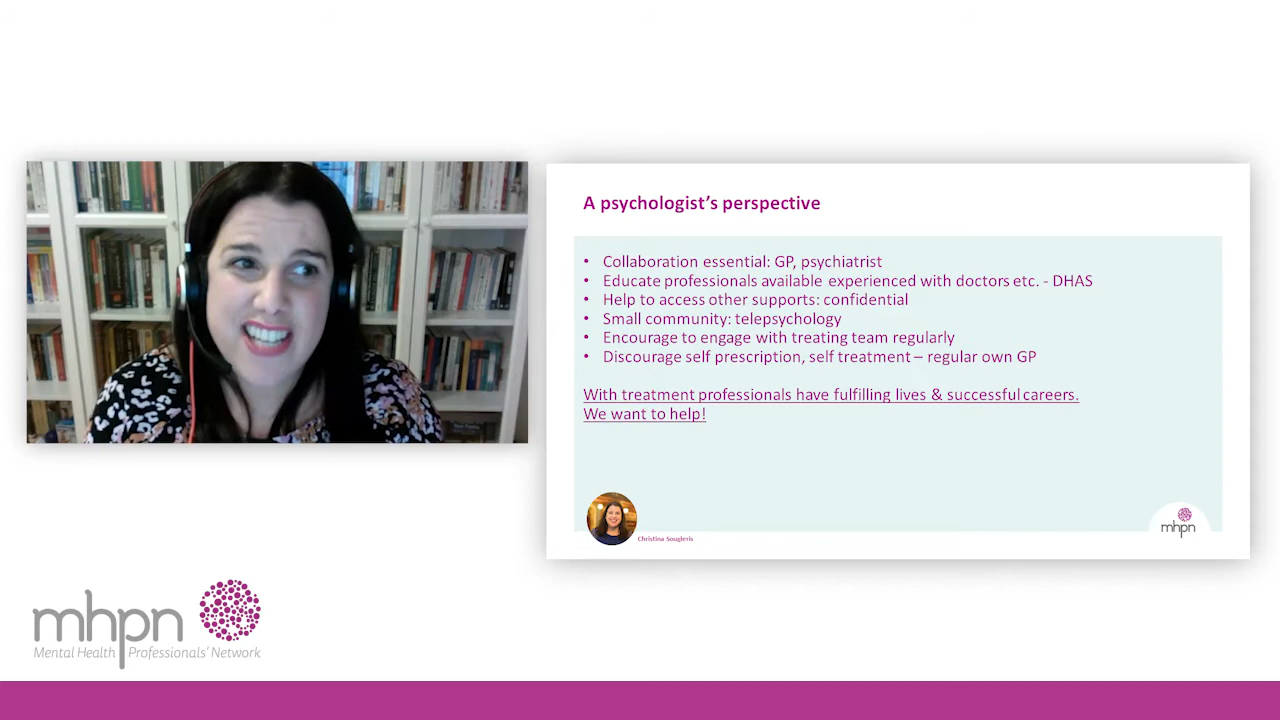 A psychologist's perspective
• Collaboration essential: GP, psychiatrist
• Educate professionals available experienced with doctors etc. - DHAS
• Help to access other supports: confidential
• Small community: telepsychology
• Encourage to engage with treating team regularly
• Discourage self prescription, self treatment – regular own GP
With treatment professionals have fulfilling lives & successful careers.
We want to help!
Christina Sougleris
mhpn
mhpn
Mental Health Professionals' Network